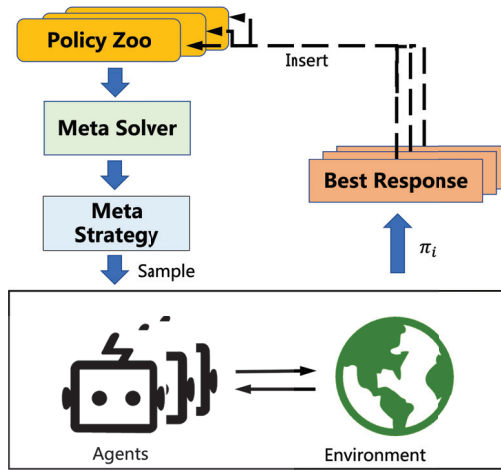 Policy Zoo
Insert
Meta Solver
Best Response
Meta
Strategy
π_i
Sample
Agents
Environment